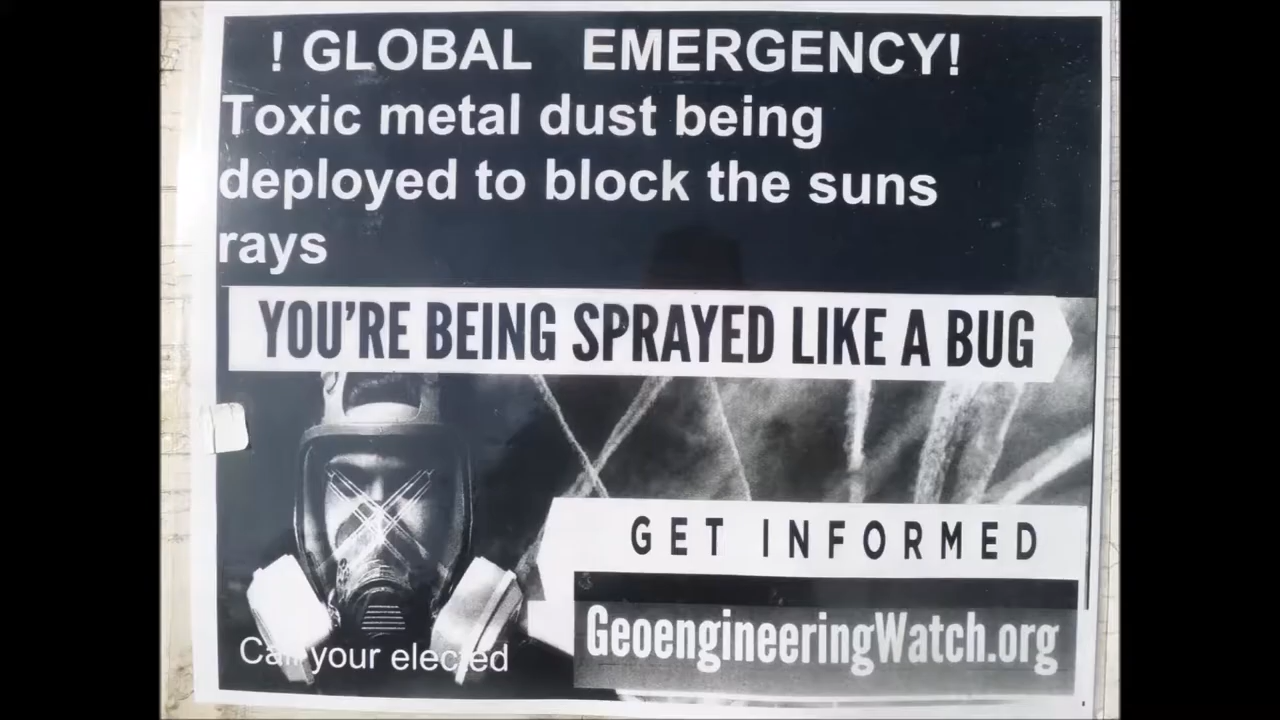 ! GLOBAL EMERGENCY!
Toxic metal dust being
deployed to block the suns
rays
YOU'RE BEING SPRAYED LIKE A BUG
GET INFORMED
GeoengineeringWatch.org
Call your elected